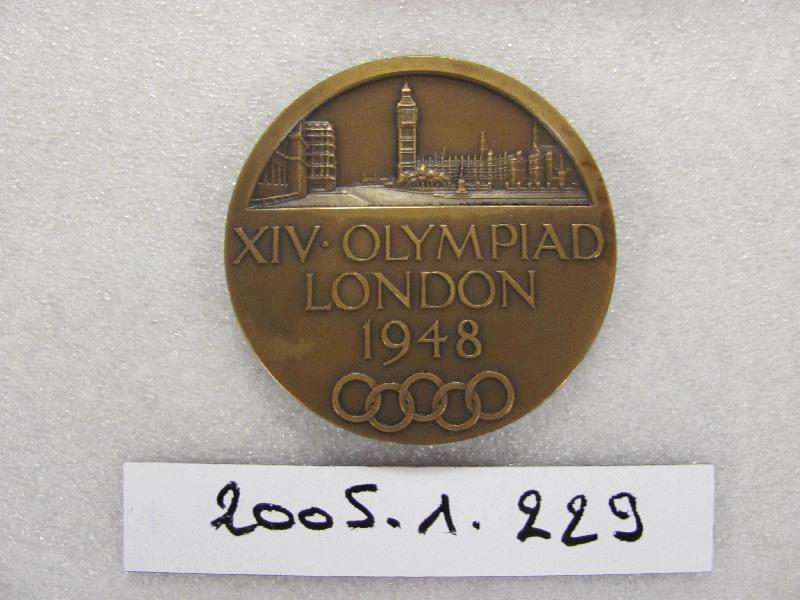 XIV· OLYMPIAD
LONDON
1948
2005.1.229